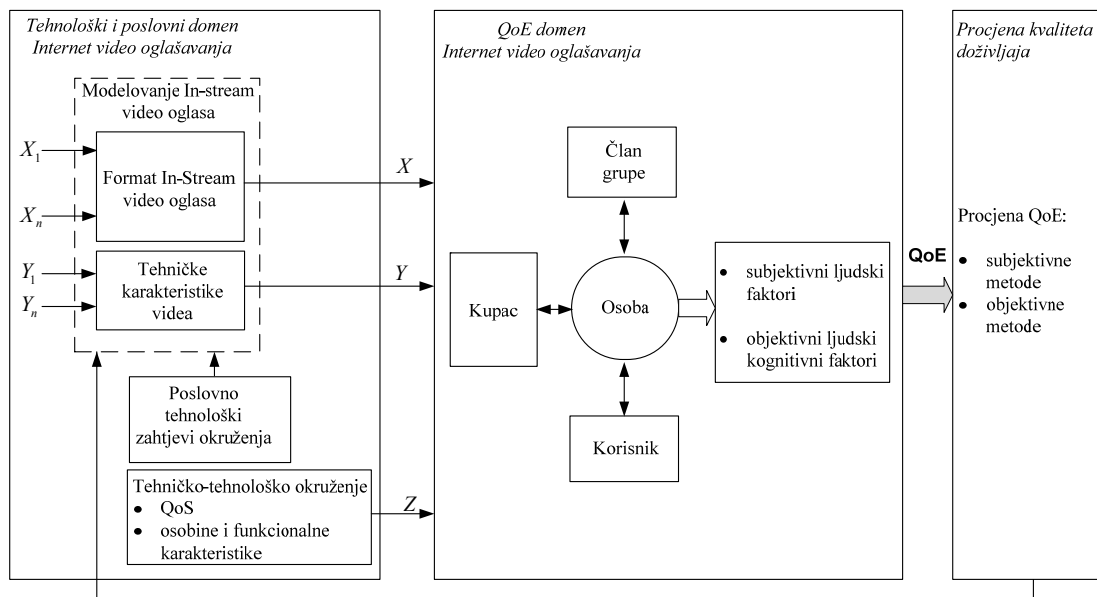 Tehnološki i poslovni domen
Internet video oglašavanja
Modelovanje In-stream
video oglasa
X1
Xn
Format In-Stream
video oglasa
Y1
Yn
Tehničke
karakteristike
videa
Poslovno
tehnološki
zahtjevi okruženja
Tehničko-tehnološko okruženje
• QoS
• osobine i funkcionalne
karakteristike
X
Y
Z
QoE domen
Internet video oglašavanja
Član
grupe
Kupac
Osoba
Korisnik
• subjektivni ljudski
faktori
• objektivni ljudski
kognitivni faktori
QoE
Procjena kvaliteta
doživljaja
Procjena QoE:
• subjektivne
metode
• objektivne
metode